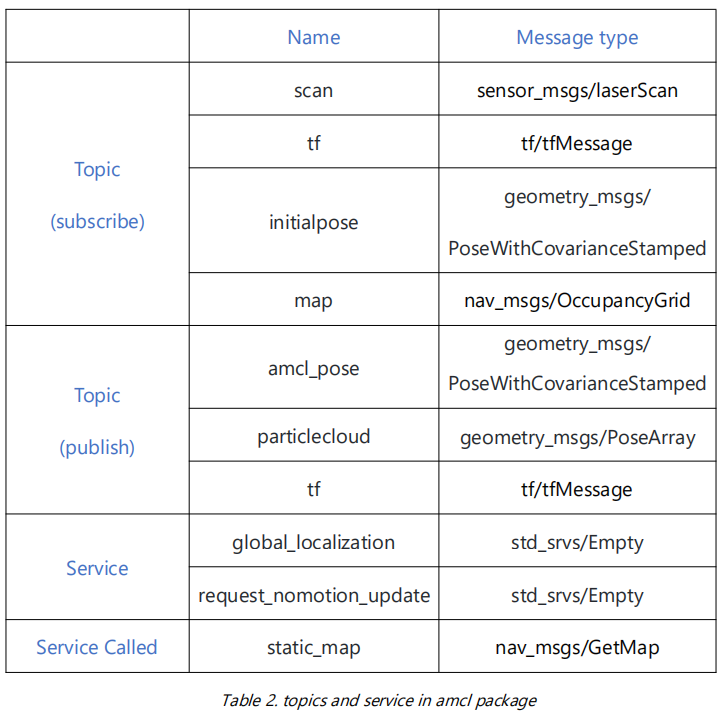 Name Message type
scan sensor_msgs/laserScan
tf tf/tfMessage
Topic
(subscribe)
initialpose geometry_msgs/
PoseWithCovarianceStamped
map nav_msgs/OccupancyGrid
Topic
(publish)
amcl_pose geometry_msgs/
PoseWithCovarianceStamped
particlecloud geometry_msgs/PoseArray
tf tf/tfMessage
Service
global_localization std_srvs/Empty
request_nomotion_update std_srvs/Empty
Service Called static_map nav_msgs/GetMap
Table 2. topics and service in amcl package